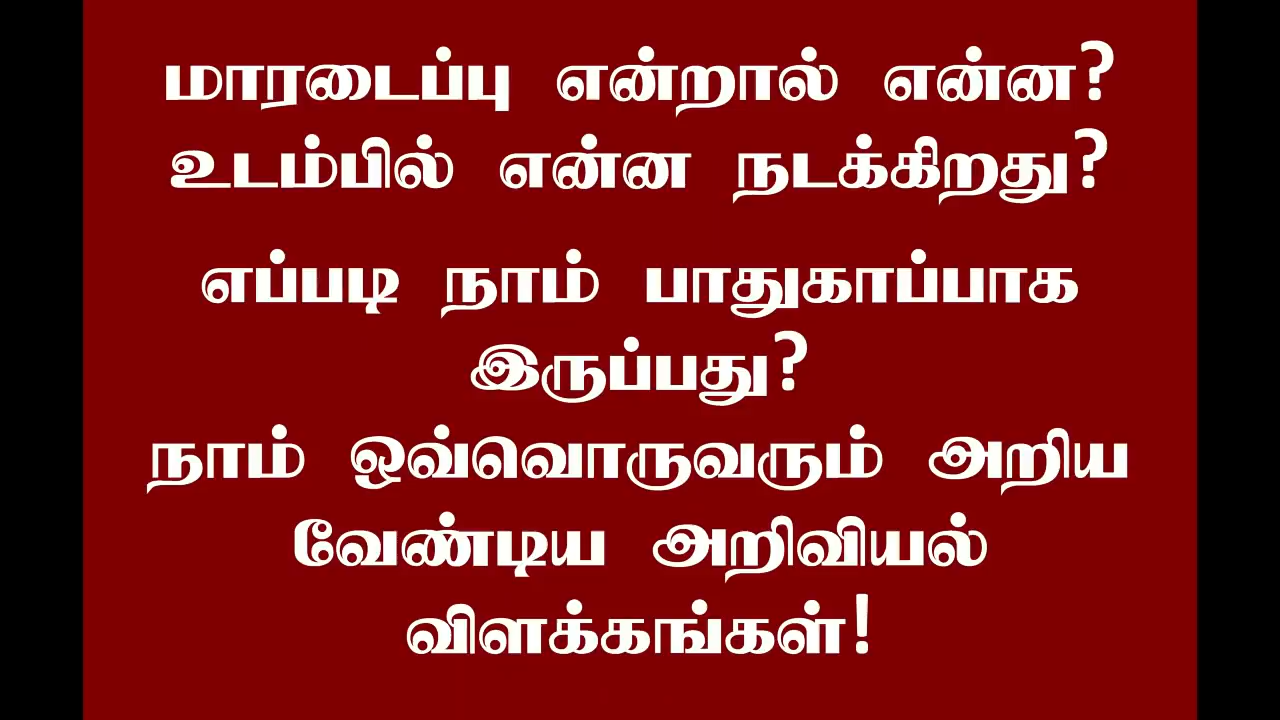 மாரடைப்பு என்றால் என்ன?
உடம்பில் என்ன நடக்கிறது?
எப்படி நாம் பாதுகாப்பாக
இருப்பது?
நாம் ஒவ்வொருவரும் அறிய
வேண்டிய அறிவியல்
விளக்கங்கள்!